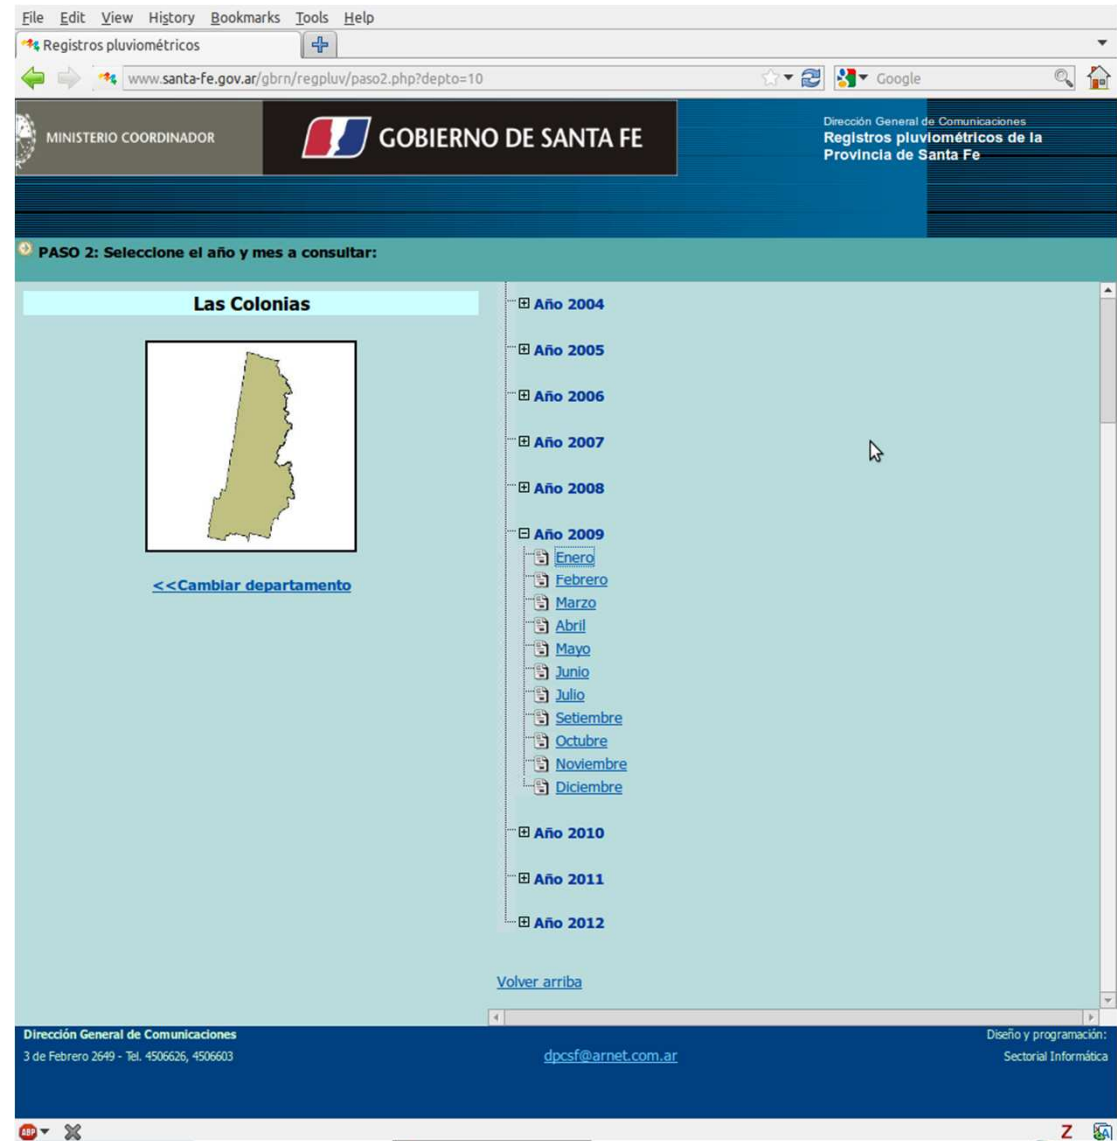 File Edit View History Bookmarks Tools Help
Registros pluviométricos
www.santa-fe.gov.ar/gbrn/regpluv/paso2.php?depto=10
Google
MINISTERIO COORDINADOR
GOBIERNO DE SANTA FE
Dirección General de Comunicaciones
Registros pluviométricos de la
Provincia de Santa Fe
PASO 2: Seleccione el año y mes a consultar:
Las Colonias
<<Cambiar departamento
Año 2004
Año 2005
Año 2006
Año 2007
Año 2008
Año 2009
Enero
Febrero
Marzo
Abril
Mayo
Junio
Julio
Setiembre
Octubre
Noviembre
Diciembre
Año 2010
Año 2011
Año 2012
Volver arriba
Dirección General de Comunicaciones
3 de Febrero 2649 - Tel. 4506626, 4506603
dpcsf@arnet.com.ar
Diseño y programación:
Sectorial Informática
ABP
Z